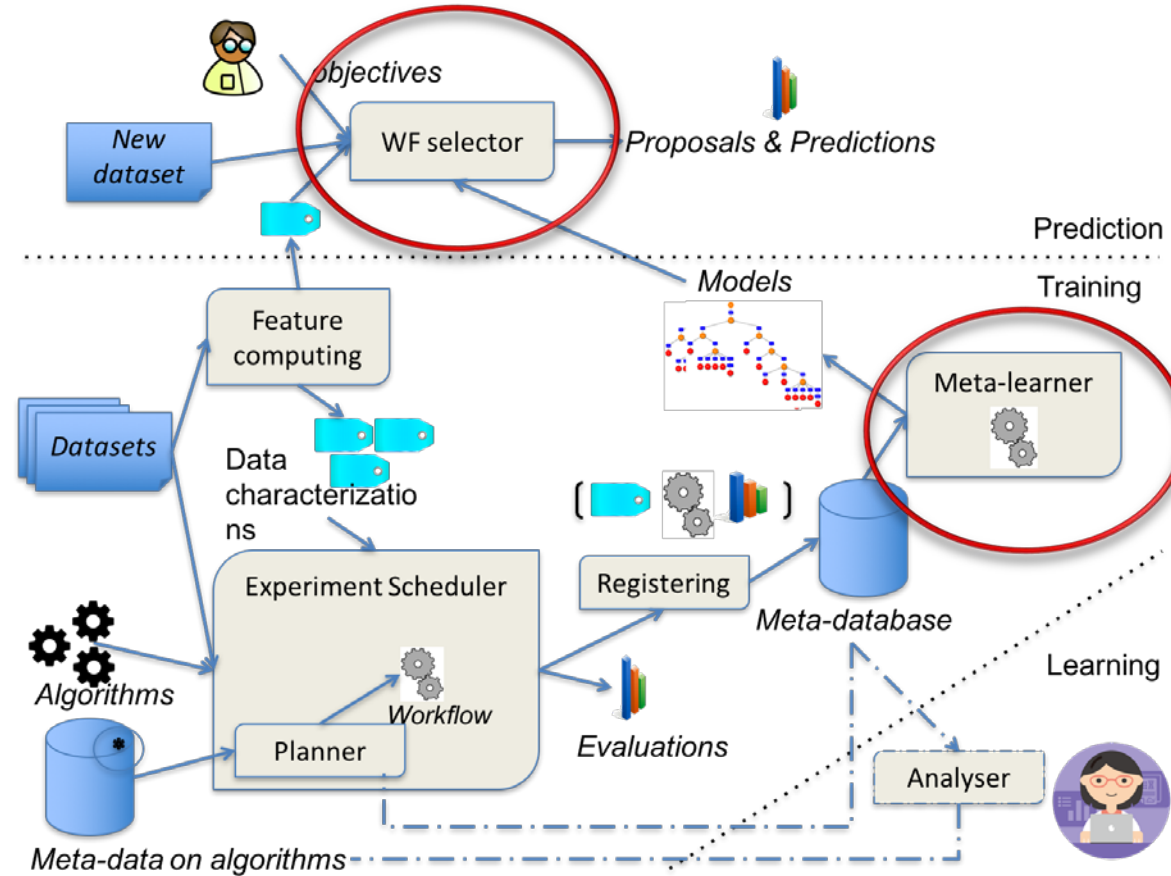 objectives
New
dataset
WF selector
Proposals & Predictions
Prediction
Models
Training
Feature
computing
Meta-learner
Datasets
Data
characterizatio
ns
Experiment Scheduler
Registering
Meta-database
Learning
Algorithms
Workflow
Planner
Evaluations
Analyser
Meta-data on algorithms